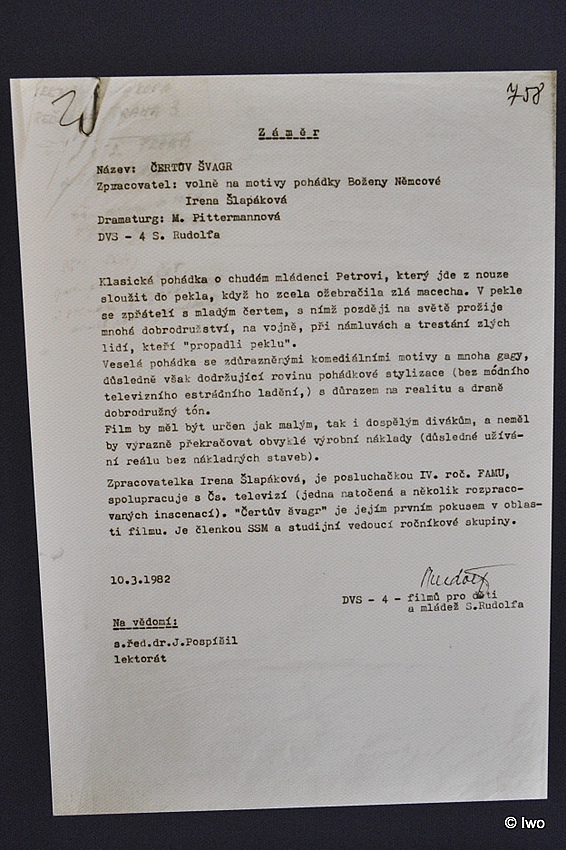 758
Záměr
Název: ČERTŮV ŠVAGR
Zpracovatel: volně na motivy pohádky Boženy Němcové
Irena Šlapáková
Dramaturg: M. Pittermannová
DVS - 4 S. Rudolfa
Klasická pohádka o chudém mládenci Petrovi, který jde z nouze
sloužit do pekla, když ho zcela ožebračila zlá macecha. V pekle
se zpřátelí s mladým čertem, s nímž později na světě prožije
mnohá dobrodružství, na vojně, při námluvách a trestání zlých
lidí, kteří "propadli peklu".
Veselá pohádka se zdůrazněnými komediálními motivy a mnoha gagy,
důsledně však dodržující rovinu pohádkové stylizace (bez módního
televizního estrádního ladění,) s důrazem na realitu a drsně
dobrodružný tón.
Film by měl být určen jak malým, tak i dospělým divákům, a neměl
by výrazně překračovat obvyklé výrobní náklady (důsledné užívá-
ní reálu bez nákladných staveb).
Zpracovatelka Irena Šlapáková, je posluchačkou IV. roč. FAMU,
spolupracuje s Čs. televizí (jedna natočená a několik rozpraco-
vaných inscenací). "Čertův švagr" je jejím prvním pokusem v oblas-
ti filmu. Je členkou SSM a studijní vedoucí ročníkové skupiny.
10.3.1982
Rudolf
DVS - 4 - filmů pro děti
a mládež S.Rudolfa
Na vědomí:
s.řed.dr.J.Pospíšil
lektorát
© Iwo